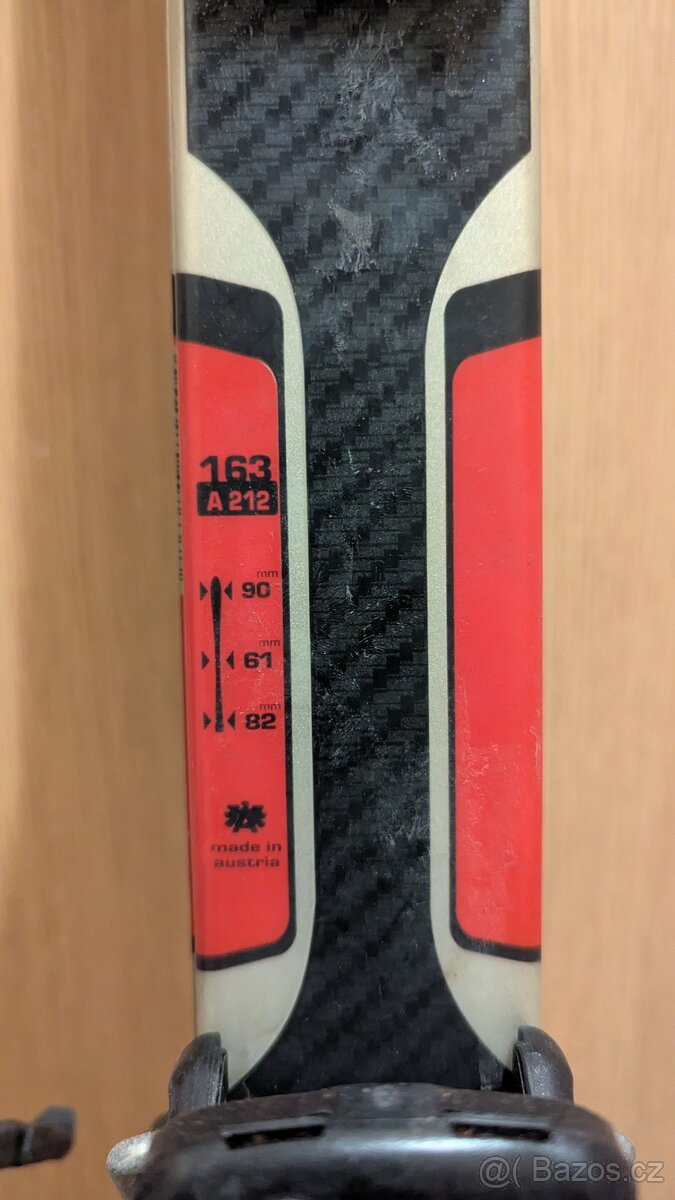 163
A 212
mm
90
mm
61
mm
82
made in
austria
@( Bazos.cz